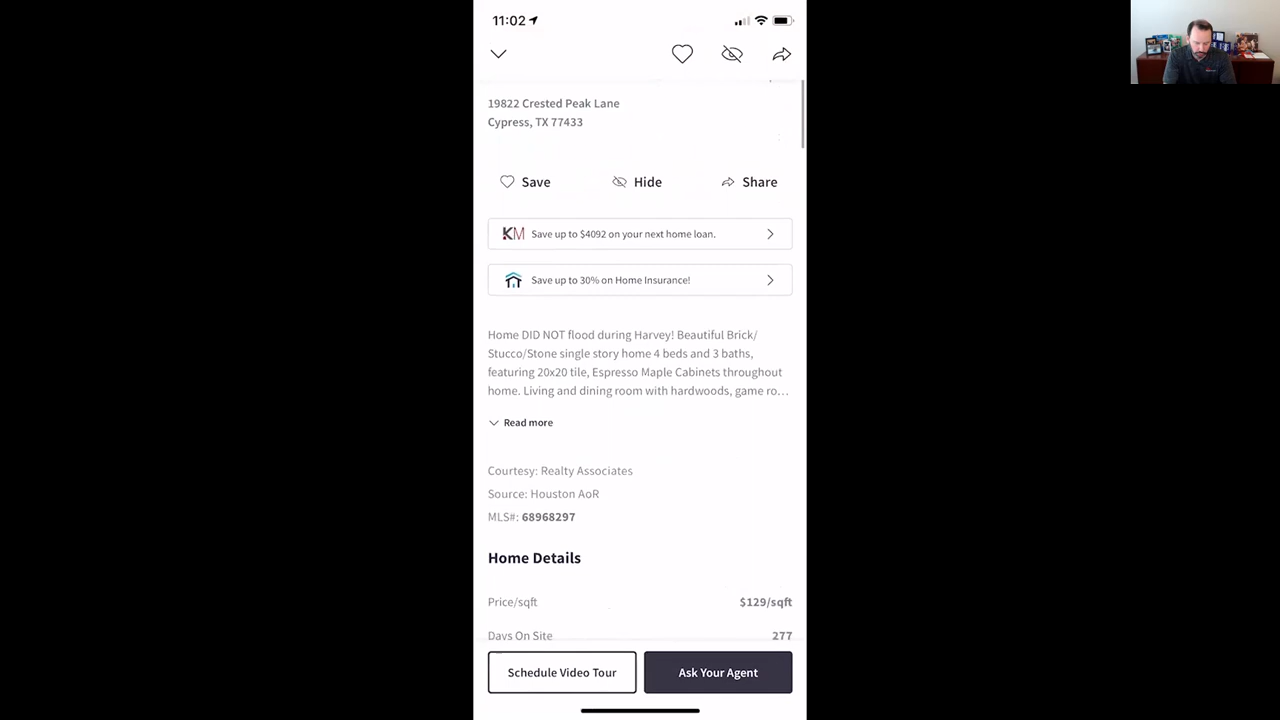 11:02
19822 Crested Peak Lane
Cypress, TX 77433
Save Hide Share
KM Save up to $4092 on your next home loan.
Save up to 30% on Home Insurance!
Home DID NOT flood during Harvey! Beautiful Brick/
Stucco/Stone single story home 4 beds and 3 baths,
featuring 20x20 tile, Espresso Maple Cabinets throughout
home. Living and dining room with hardwoods, game ro...
Read more
Courtesy: Realty Associates
Source: Houston AoR
MLS#: 68968297
Home Details
Price/sqft $129/sqft
Days On Site 277
Schedule Video Tour Ask Your Agent